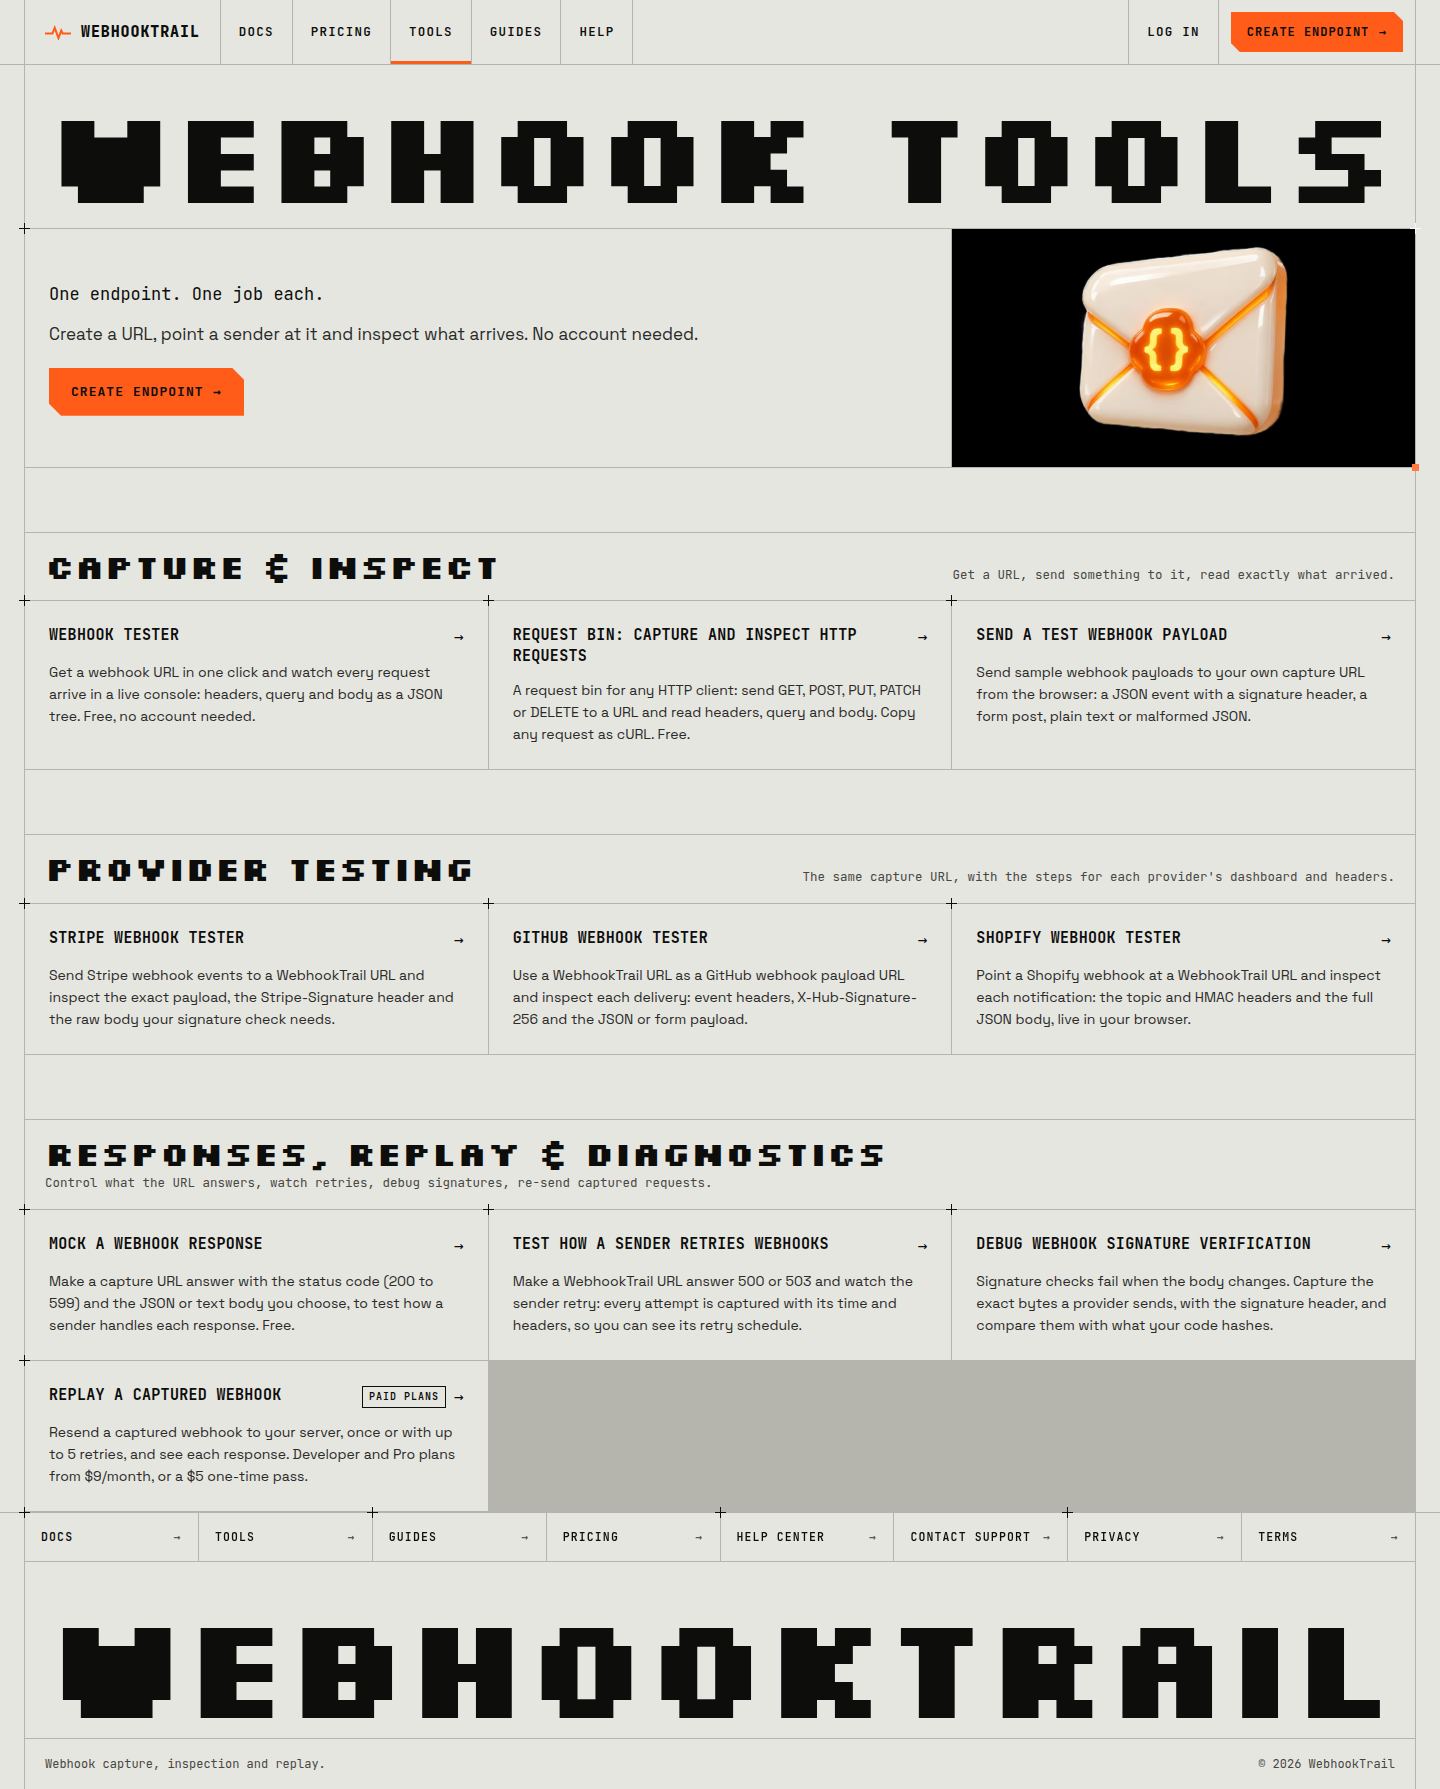 WEBHOOKTRAIL DOCS PRICING TOOLS GUIDES HELP LOG IN CREATE ENDPOINT →
WEBHOOK TOOLS
One endpoint. One job each.
Create a URL, point a sender at it and inspect what arrives. No account needed.
CREATE ENDPOINT →
{}
CAPTURE & INSPECT
Get a URL, send something to it, read exactly what arrived.
WEBHOOK TESTER →
Get a webhook URL in one click and watch every request
arrive in a live console: headers, query and body as a JSON
tree. Free, no account needed.
REQUEST BIN: CAPTURE AND INSPECT HTTP →
REQUESTS
A request bin for any HTTP client: send GET, POST, PUT, PATCH
or DELETE to a URL and read headers, query and body. Copy
any request as cURL. Free.
SEND A TEST WEBHOOK PAYLOAD →
Send sample webhook payloads to your own capture URL
from the browser: a JSON event with a signature header, a
form post, plain text or malformed JSON.
PROVIDER TESTING
The same capture URL, with the steps for each provider's dashboard and headers.
STRIPE WEBHOOK TESTER →
Send Stripe webhook events to a WebhookTrail URL and
inspect the exact payload, the Stripe-Signature header and
the raw body your signature check needs.
GITHUB WEBHOOK TESTER →
Use a WebhookTrail URL as a GitHub webhook payload URL
and inspect each delivery: event headers, X-Hub-Signature-
256 and the JSON or form payload.
SHOPIFY WEBHOOK TESTER →
Point a Shopify webhook at a WebhookTrail URL and inspect
each notification: the topic and HMAC headers and the full
JSON body, live in your browser.
RESPONSES, REPLAY & DIAGNOSTICS
Control what the URL answers, watch retries, debug signatures, re-send captured requests.
MOCK A WEBHOOK RESPONSE →
Make a capture URL answer with the status code (200 to
599) and the JSON or text body you choose, to test how a
sender handles each response. Free.
TEST HOW A SENDER RETRIES WEBHOOKS →
Make a WebhookTrail URL answer 500 or 503 and watch the
sender retry: every attempt is captured with its time and
headers, so you can see its retry schedule.
DEBUG WEBHOOK SIGNATURE VERIFICATION →
Signature checks fail when the body changes. Capture the
exact bytes a provider sends, with the signature header, and
compare them with what your code hashes.
REPLAY A CAPTURED WEBHOOK PAID PLANS →
Resend a captured webhook to your server, once or with up
to 5 retries, and see each response. Developer and Pro plans
from $9/month, or a $5 one-time pass.
DOCS → TOOLS → GUIDES → PRICING → HELP CENTER → CONTACT SUPPORT → PRIVACY → TERMS →
WEBHOOKTRAIL
Webhook capture, inspection and replay. © 2026 WebhookTrail